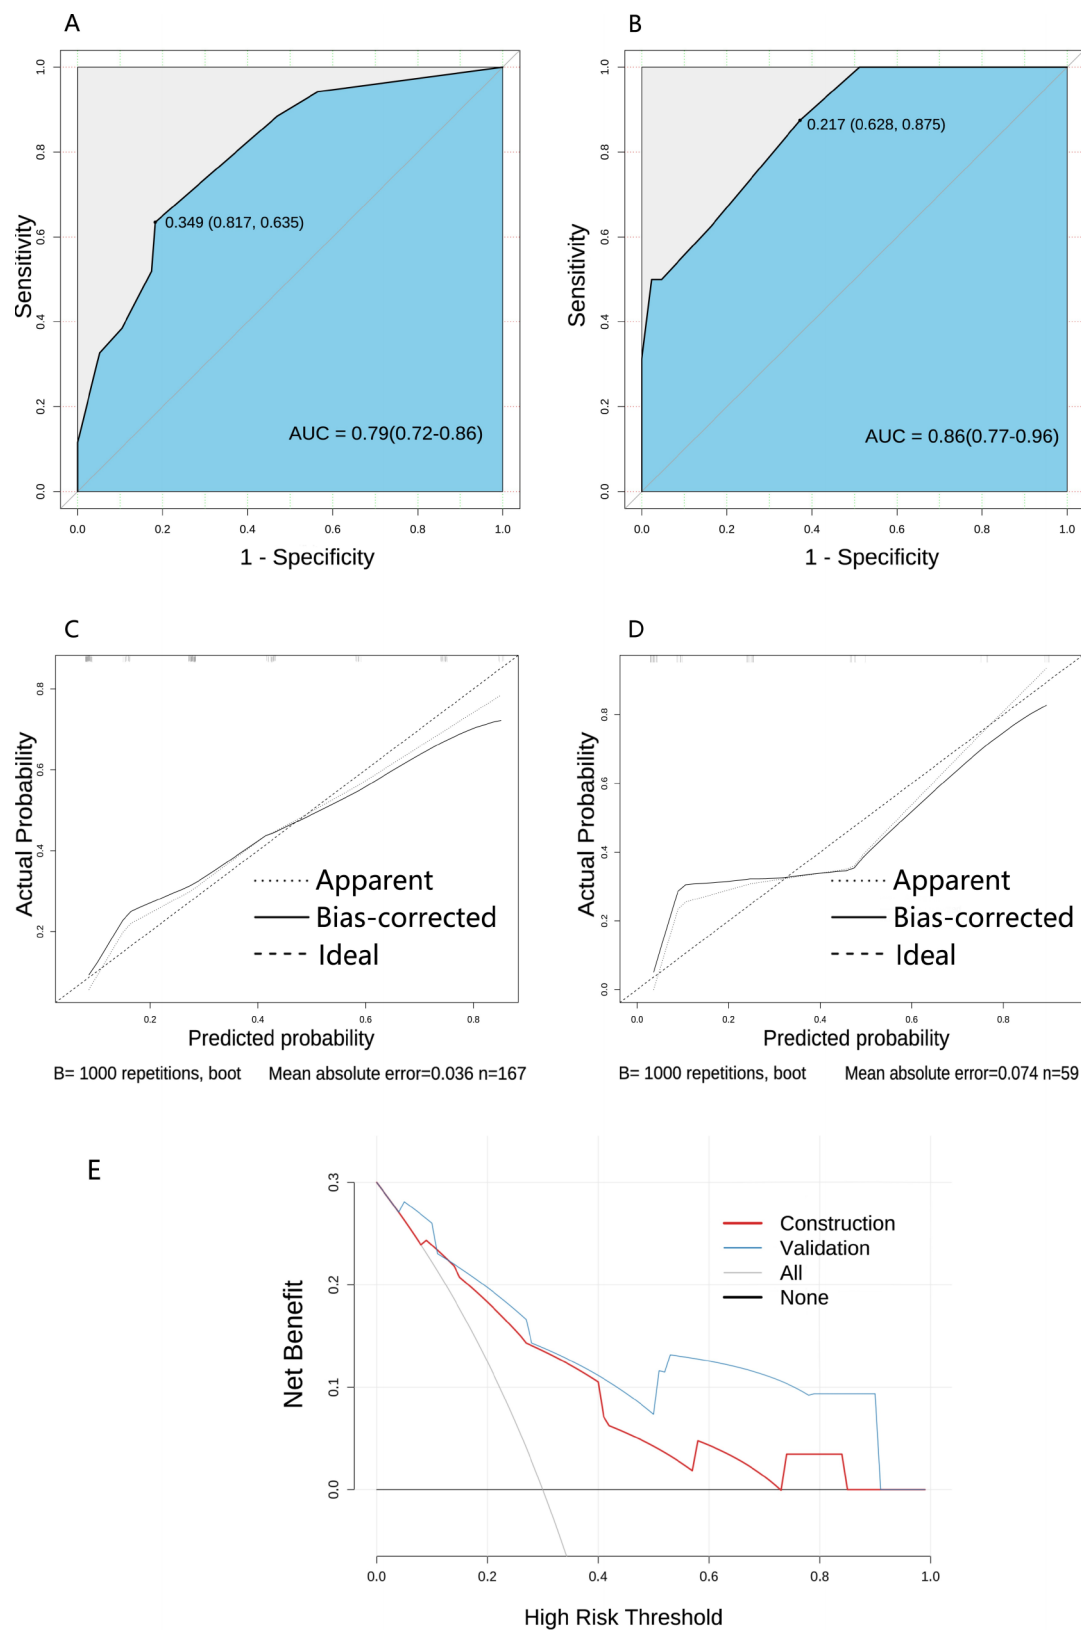 A
1.0
0.8
0.6
0.4
0.2
0.0
Sensitivity
0.349 (0.817, 0.635)
AUC = 0.79(0.72-0.86)
0.0 0.2 0.4 0.6 0.8 1.0
1 - Specificity
B
1.0
0.8
0.6
0.4
0.2
0.0
Sensitivity
0.217 (0.628, 0.875)
AUC = 0.86(0.77-0.96)
0.0 0.2 0.4 0.6 0.8 1.0
1 - Specificity
C
0.8
0.6
0.4
0.2
Actual Probability
Apparent
Bias-corrected
Ideal
0.2 0.4 0.6 0.8
Predicted probability
B= 1000 repetitions, boot Mean absolute error=0.036 n=167
D
0.8
0.6
0.4
0.2
0.0
Actual Probability
Apparent
Bias-corrected
Ideal
0.0 0.2 0.4 0.6 0.8
Predicted probability
B= 1000 repetitions, boot Mean absolute error=0.074 n=59
E
0.3
0.2
0.1
0.0
Net Benefit
Construction
Validation
All
None
0.0 0.2 0.4 0.6 0.8 1.0
High Risk Threshold